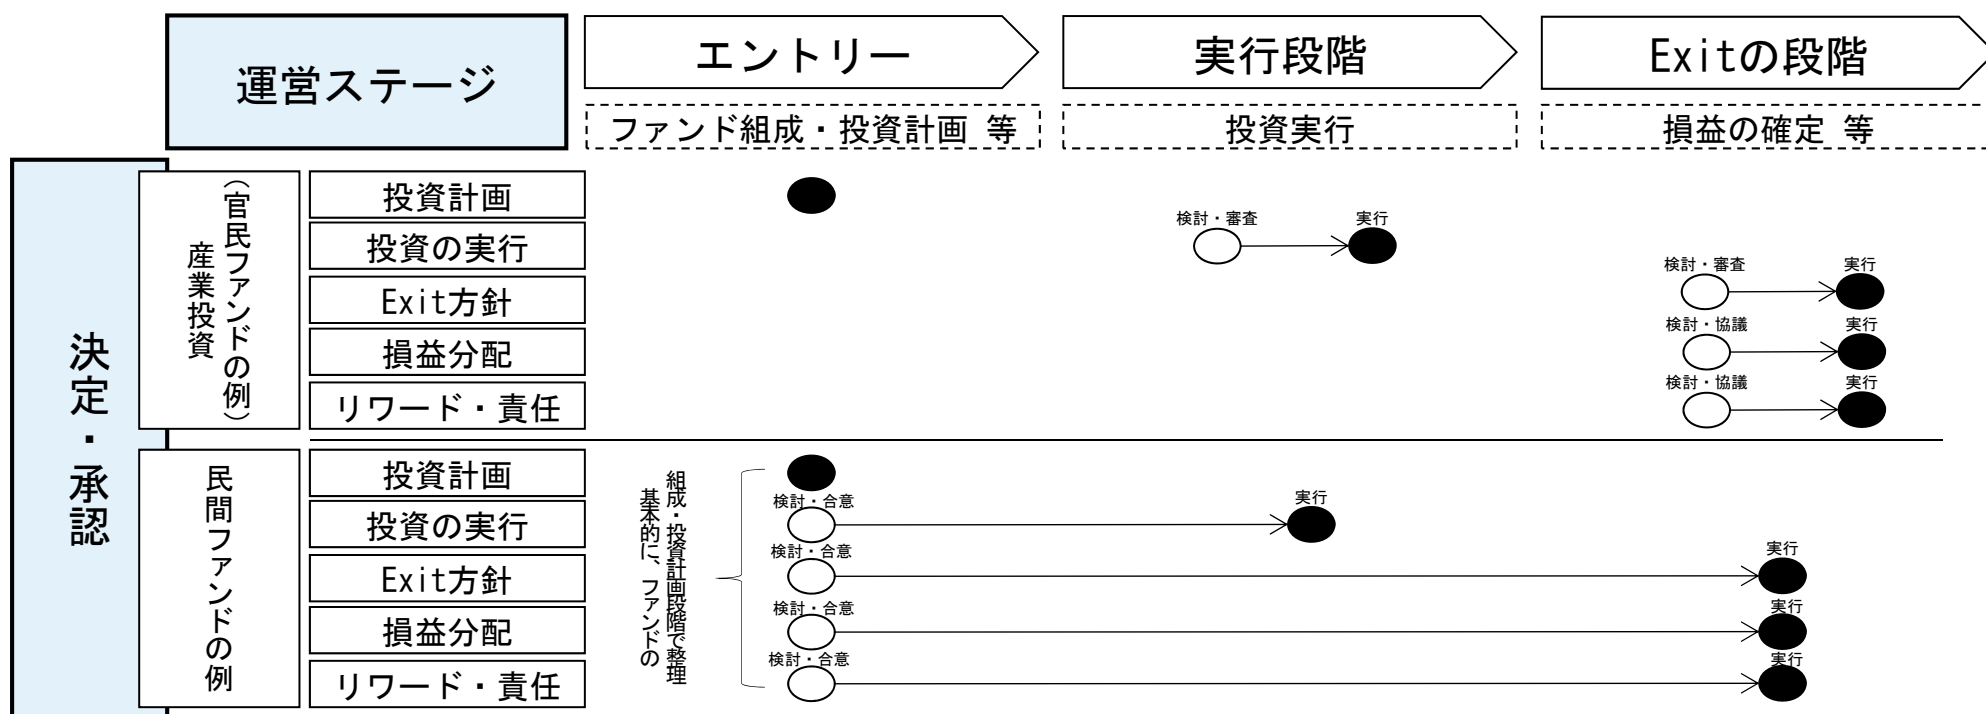 運営ステージ
エントリー
実行段階
Exitの段階
ファンド組成・投資計画 等
投資実行
損益の確定 等
決定・承認
産業投資
（官民ファンドの例）
投資計画
検討・審査
実行
投資の実行
検討・審査
実行
Exit方針
検討・協議
実行
損益分配
検討・協議
実行
リワード・責任
民間ファンドの例
基本的に、ファンドの
組成・投資計画段階で整理
投資計画
検討・合意
実行
投資の実行
検討・合意
実行
Exit方針
検討・合意
実行
損益分配
検討・合意
実行
リワード・責任